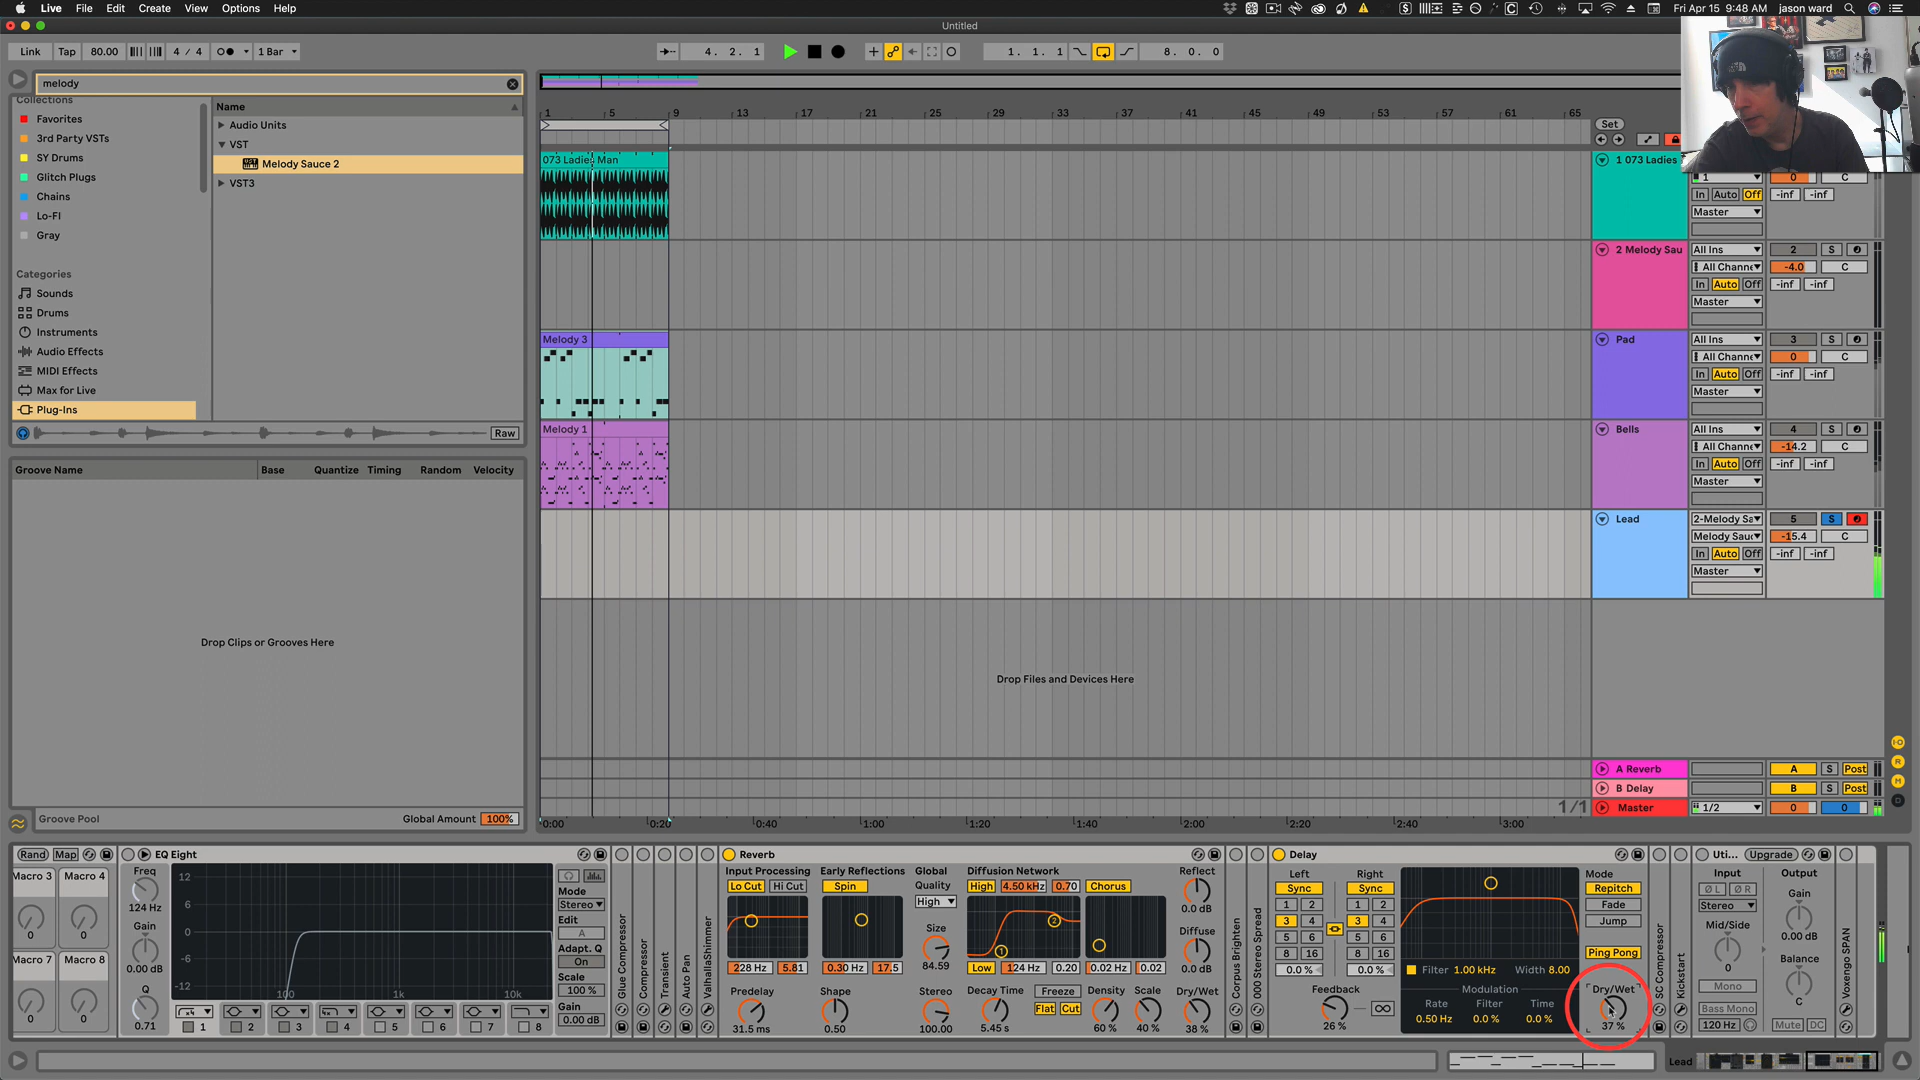 Live File Edit Create View Options Help
Fri Apr 15 9:48 AM jason ward
Untitled
Link Tap 80.00 4 / 4 1 Bar
4. 2. 1
1. 1. 1
8. 0. 0
melody
Collections
Favorites
3rd Party VSTs
SY Drums
Glitch Plugs
Chains
Lo-FI
Gray
Categories
Sounds
Drums
Instruments
Audio Effects
MIDI Effects
Max for Live
Plug-Ins
Name
Audio Units
VST
Melody Sauce 2
VST3
Raw
Groove Name Base Quantize Timing Random Velocity
Drop Clips or Grooves Here
Groove Pool Global Amount 100%
1 5 9 13 17 21 25 29 33 37 41 45 49 53 57 61 65
Set
073 Ladies Man
Melody 3
Melody 1
Drop Files and Devices Here
1/1
0:00 0:20 0:40 1:00 1:20 1:40 2:00 2:20 2:40 3:00
1 073 Ladies
1 0 C
In Auto Off -inf -inf
Master
2 Melody Sau All Ins 2 S
All Channe -4.0 C
In Auto Off -inf -inf
Master
Pad All Ins 3 S
All Channe 0 C
In Auto Off -inf -inf
Master
Bells All Ins 4 S
All Channe -14.2 C
In Auto Off -inf -inf
Master
Lead 2-Melody Sa 5 S
Melody Sauc -15.4 C
In Auto Off -inf -inf
Master
A Reverb A S Post
B Delay B S Post
Master 1/2 0 0
Rand Map
Macro 3 Macro 4
0 0
Macro 7 Macro 8
0 0
EQ Eight
Freq
124 Hz
Gain
0.00 dB
Q
0.71
12
6
0
-6
-12
100 1k 10k
1 2 3 4 5 6 7 8
Mode
Stereo
Edit
A
Adapt. Q
On
Scale
100 %
Gain
0.00 dB
Glue Compressor
Compressor
Transient
Auto Pan
ValhallaShimmer
Reverb
Input Processing Early Reflections Global Diffusion Network Reflect
Lo Cut Hi Cut Spin Quality High 4.50 kHz 0.70 Chorus
High
0.0 dB
Size
84.59
Diffuse
0.0 dB
228 Hz 5.81 0.30 Hz 17.5 Low 124 Hz 0.20 0.02 Hz 0.02
Predelay Shape Stereo Decay Time Freeze Density Scale Dry/Wet
Flat Cut
31.5 ms 0.50 100.00 5.45 s 60 % 40 % 38 %
Corpus Brighten
000 Stereo Spread
Delay
Left Right
Sync Sync
1 2 1 2
3 4 3 4
5 6 5 6
8 16 8 16
0.0 % 0.0 %
Feedback
26 %
Filter 1.00 kHz Width 8.00
Modulation
Rate Filter Time
0.50 Hz 0.0 % 0.0 %
Mode
Repitch
Fade
Jump
Ping Pong
Dry/Wet
37 %
SC Compressor
Kickstart
Uti... Upgrade
Input Output
Ø L Ø R Gain
Stereo
0.00 dB
Mid/Side
0
Balance
C
Mono
Bass Mono
120 Hz Mute DC
Voxengo SPAN
Lead